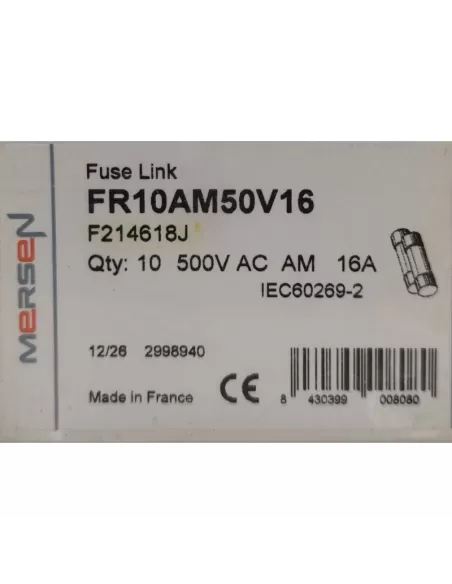 MERSEN
Fuse Link
FR10AM50V16
F214618J
Qty: 10 500V AC AM 16A
IEC60269-2
12/26 2998940
Made in France CE
8 430399 008080